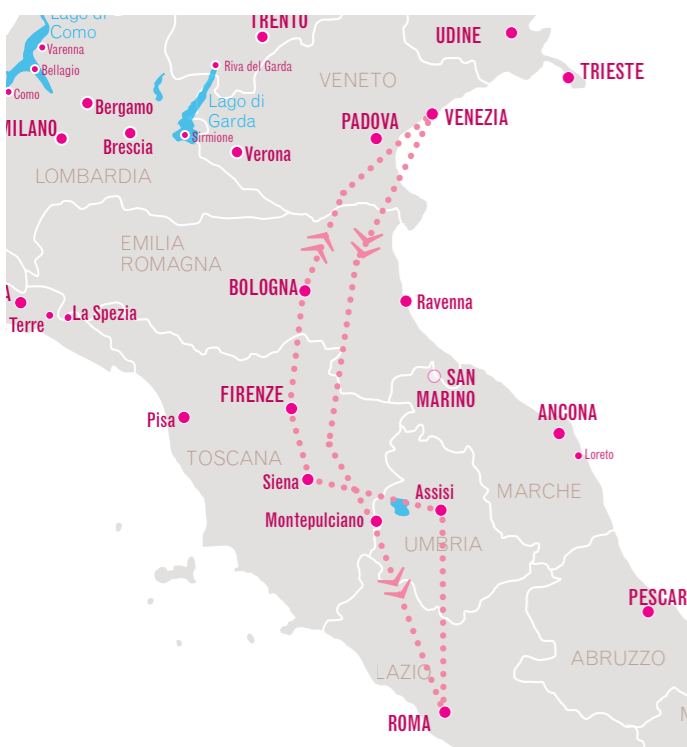 Lago di
Como
TRENTO
UDINE
Varenna
Bellagio
Riva del Garda
VENETO
TRIESTE
Como
Bergamo
Lago di
Garda
PADOVA
VENEZIA
MILANO
Brescia
Sirmione
Verona
LOMBARDIA
EMILIA
ROMAGNA
BOLOGNA
A
Ravenna
Terre
La Spezia
SAN
MARINO
FIRENZE
Pisa
ANCONA
TOSCANA
Loreto
Siena
Assisi
MARCHE
Montepulciano
UMBRIA
PESCAR
LAZIO
ABRUZZO
ROMA
M